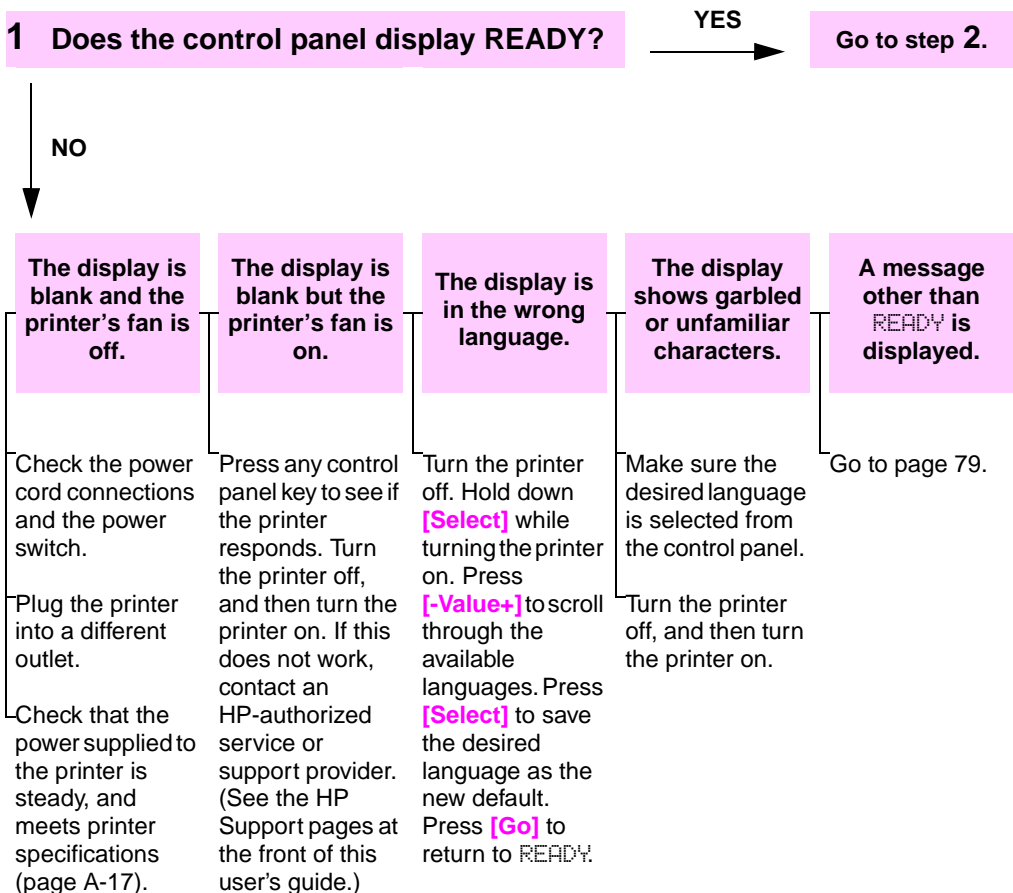 1 Does the control panel display READY?
YES
Go to step 2.
NO
The display is
blank and the
printer's fan is
off.
Check the power
cord connections
and the power
switch.
Plug the printer
into a different
outlet.
Check that the
power supplied to
the printer is
steady, and
meets printer
specifications
(page A-17).
The display is
blank but the
printer's fan is
on.
Press any control
panel key to see if
the printer
responds. Turn
the printer off,
and then turn the
printer on. If this
does not work,
contact an
HP-authorized
service or
support provider.
(See the HP
Support pages at
the front of this
user's guide.)
The display is
in the wrong
language.
Turn the printer
off. Hold down
[Select] while
turning the printer
on. Press
[-Value+] to scroll
through the
available
languages. Press
[Select] to save
the desired
language as the
new default.
Press [Go] to
return to READY.
The display
shows garbled
or unfamiliar
characters.
Make sure the
desired language
is selected from
the control panel.
Turn the printer
off, and then turn
the printer on.
A message
other than
READY is
displayed.
Go to page 79.